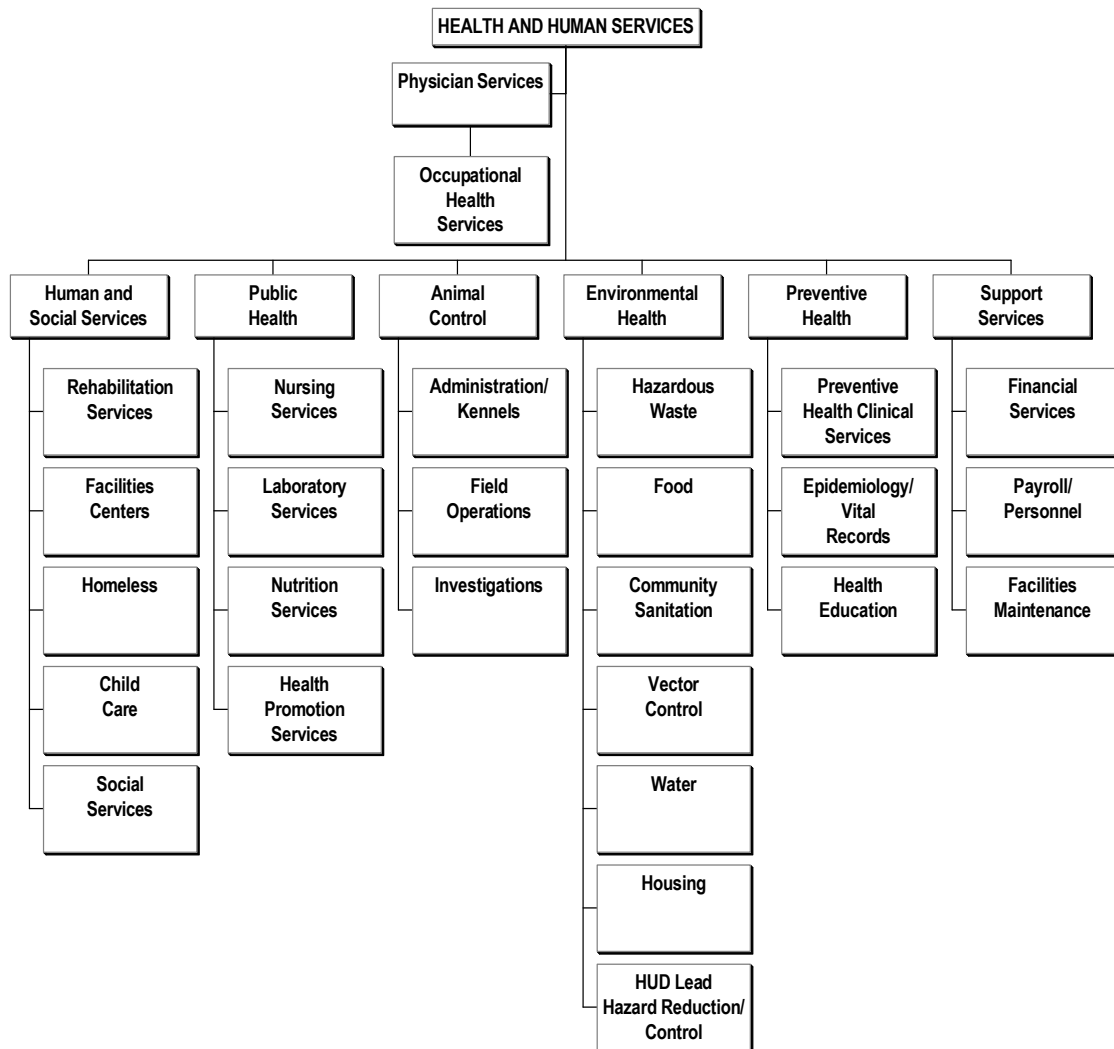 HEALTH AND HUMAN SERVICES
Physician Services
Occupational
Health
Services
Human and
Social Services
Public
Health
Animal
Control
Environmental
Health
Preventive
Health
Support
Services
Rehabilitation
Services
Facilities
Centers
Homeless
Child
Care
Social
Services
Nursing
Services
Laboratory
Services
Nutrition
Services
Health
Promotion
Services
Administration/
Kennels
Field
Operations
Investigations
Hazardous
Waste
Food
Community
Sanitation
Vector
Control
Water
Housing
HUD Lead
Hazard Reduction/
Control
Preventive
Health Clinical
Services
Epidemiology/
Vital
Records
Health
Education
Financial
Services
Payroll/
Personnel
Facilities
Maintenance